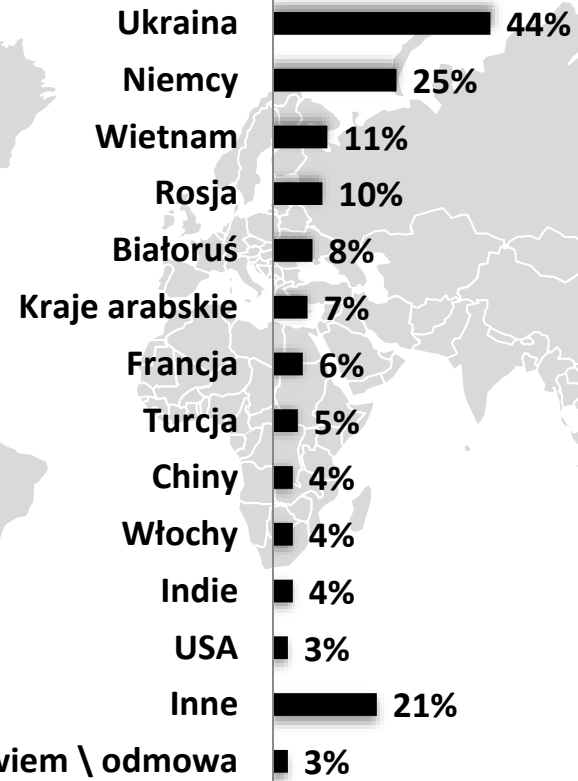 Ukraina 44%
Niemcy 25%
Wietnam 11%
Rosja 10%
Białoruś 8%
Kraje arabskie 7%
Francja 6%
Turcja 5%
Chiny 4%
Włochy 4%
Indie 4%
USA 3%
Inne 21%
wiem \ odmowa 3%